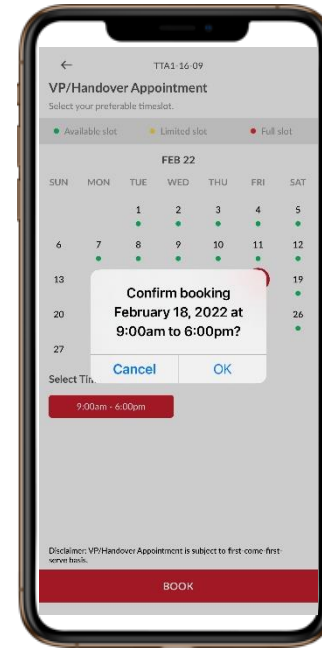 TTA1-16-09
VP/Handover Appointment
Select your preferable timeslot.
Available slot Limited slot Full slot
FEB 22
SUN MON TUE WED THU FRI SAT
1 2 3 4 5
6 7 8 9 10 11 12
13 19
20 26
27
Confirm booking
February 18, 2022 at
9:00am to 6:00pm?
Cancel OK
Select
9:00am - 6:00pm
Disclaimer: VP/Handover Appointment is subject to first-come-first-
serve basis.
BOOK